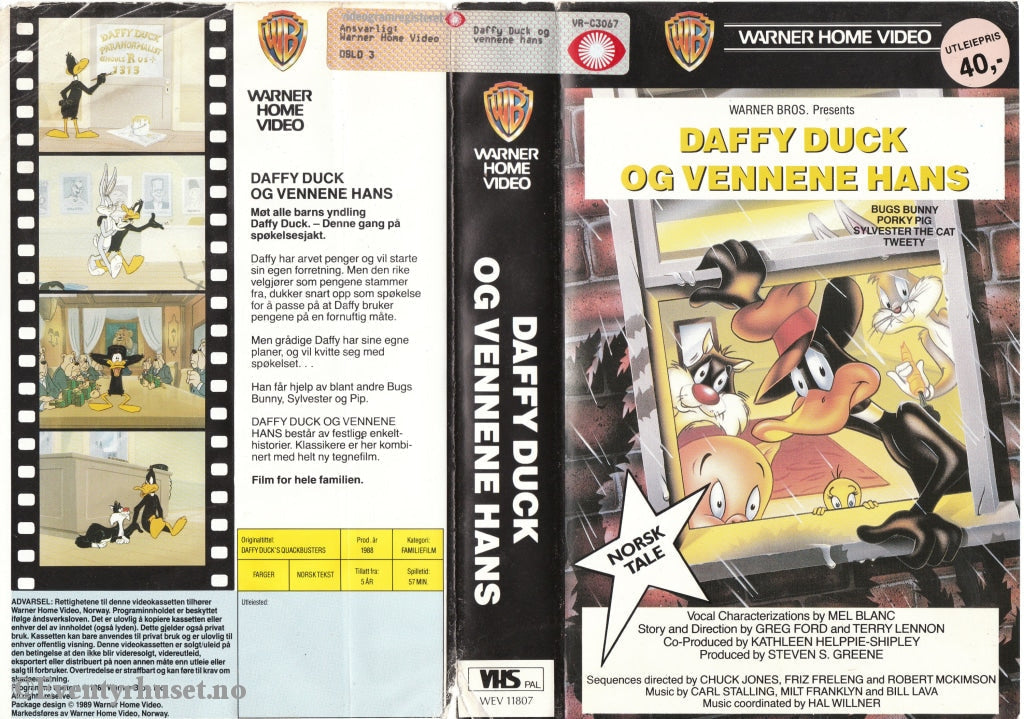 DAFFY DUCK
PARANORMALIST
GHOULS R US
1313
WB
WARNER
HOME
VIDEO
DAFFY DUCK
OG VENNENE HANS
Møt alle barns yndling
Daffy Duck. – Denne gang på
spøkelsesjakt.
Daffy har arvet penger og vil starte
sin egen forretning. Men den rike
velgjører som pengene stammer
fra, dukker snart opp som spøkelse
for å passe på at Daffy bruker
pengene på en fornuftig måte.
Men grådige Daffy har sine egne
planer, og vil kvitte seg med
spøkelset. . .
Han får hjelp av blant andre Bugs
Bunny, Sylvester og Pip.
DAFFY DUCK OG VENNENE
HANS består av festlige enkelt-
historier. Klassikere er her kombi-
nert med helt ny tegnefilm.
Film for hele familien.
Originaltittel:
DAFFY DUCK'S QUACKBUSTERS
Prod. år
1988
Kategori:
FAMILIEFILM
FARGER
NORSK TEKST
Tillatt fra:
5 ÅR
Spilletid:
57 MIN.
Utleiested:
ADVARSEL: Rettighetene til denne videokassetten tilhører
Warner Home Video, Norway. Programinnholdet er beskyttet
ifølge åndsverksloven. Det er ulovlig å kopiere kassetten eller
enhver del av innholdet (også lyden). Dette gjelder også privat
bruk. Kassetten kan bare anvendes til privat bruk og er ulovlig til
enhver offentlig visning. Denne videokassetten er solgt/uleid på
den betingelse at den ikke blir videresolgt, videreutleid,
eksportert eller distribuert på noen annen måte enn utleie eller
salg til forbruker. Overtredelse er straffbart og kan føre til krav om
All rights reserved.
Package design © 1989 Warner Home Video.
Markedsføres av Warner Home Video, Norway.
©Eventyrhuset.no
Videogramregisteret
Ansvarlig:
Warner Home Video
OSLO 3
Daffy Duck og
vennene hans
VR-C3067
WB
WARNER
HOME
VIDEO
DAFFY DUCK
OG VENNENE HANS
VHS PAL
WEV 11807
WB
WARNER HOME VIDEO
UTLEIEPRIS
40,-
WARNER BROS. Presents
DAFFY DUCK
OG VENNENE HANS
BUGS BUNNY
PORKY PIG
SYLVESTER THE CAT
TWEETY
NORSK
TALE
Vocal Characterizations by MEL BLANC
Story and Direction by GREG FORD and TERRY LENNON
Co-Produced by KATHLEEN HELPPIE-SHIPLEY
Produced by STEVEN S. GREENE
Sequences directed by CHUCK JONES, FRIZ FRELENG and ROBERT MCKIMSON
Music by CARL STALLING, MILT FRANKLYN and BILL LAVA
Music coordinated by HAL WILLNER